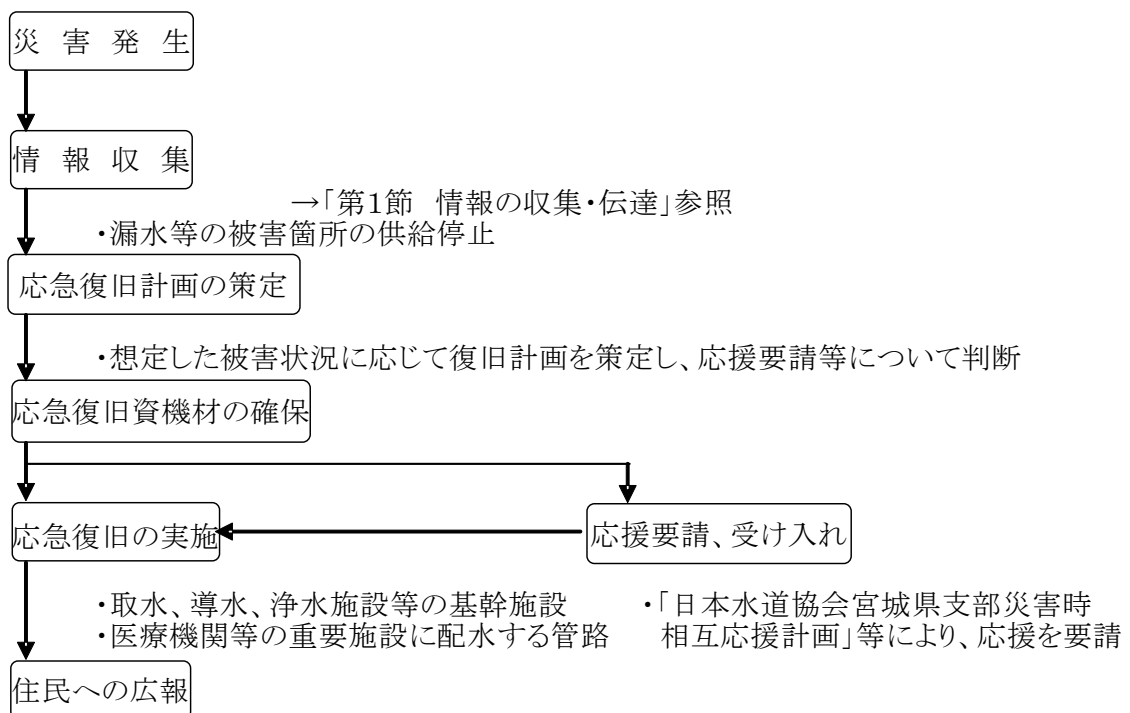 災 害 発 生
情 報 収 集
→「第1節 情報の収集・伝達」参照
・漏水等の被害箇所の供給停止
応急復旧計画の策定
・想定した被害状況に応じて復旧計画を策定し、応援要請等について判断
応急復旧資機材の確保
応急復旧の実施
応援要請、受け入れ
・取水、導水、浄水施設等の基幹施設
・医療機関等の重要施設に配水する管路
・「日本水道協会宮城県支部災害時
相互応援計画」等により、応援を要請
住民への広報